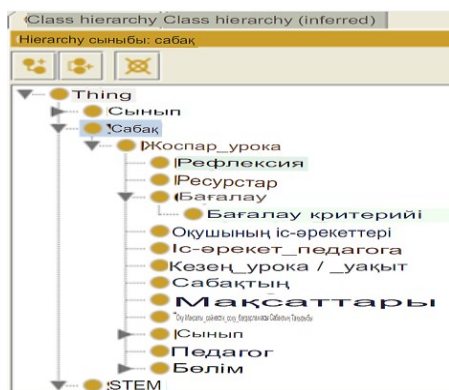 Class hierarchy Class hierarchy (inferred)
Hierarchy сыныбы: сабақ
Thing
Сынып
Сабақ
Жоспар_урока
Рефлексия
Ресурстар
Бағалау
Бағалау критерийі
Оқушының іс-әрекеттері
Іс-әрекет_педагога
Кезең_урока / _уақыт
Сабақтың
Мақсаттары
Сынып
Педагог
Бөлім
STEM